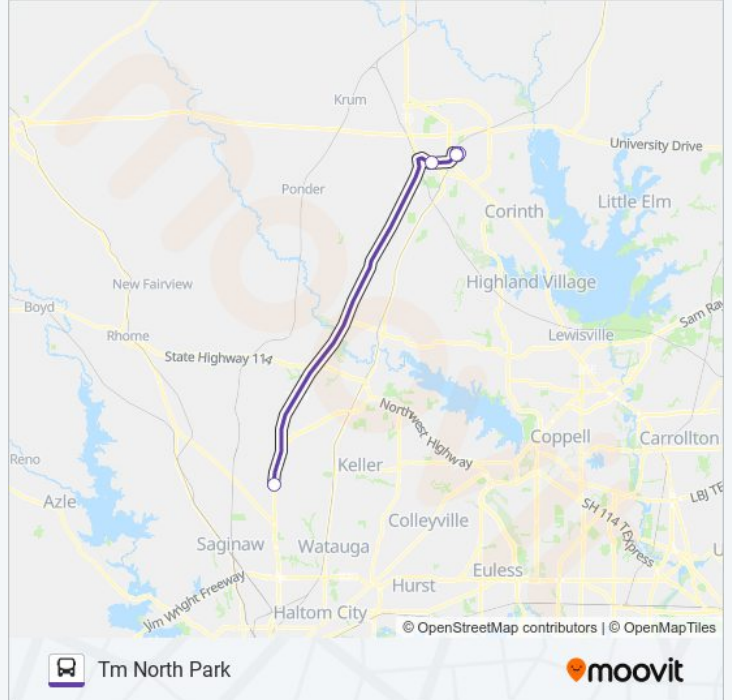 Krum
University Drive
Ponder
Little Elm
Corinth
New Fairview
Highland Village
Boyd
Sam Ra
Rhome
Lewisville
State Highway 114
Northwest Highway
Coppell
Carrollton
Reno
Keller
LBJ TE
Azle
SH 114 TExpress
Colleyville
Saginaw
Watauga
U
Euless
Jim Wright Freeway
Hurst
Haltom City
© OpenStreetMap contributors | © OpenMapTiles
Tm North Park
moovit
moovit